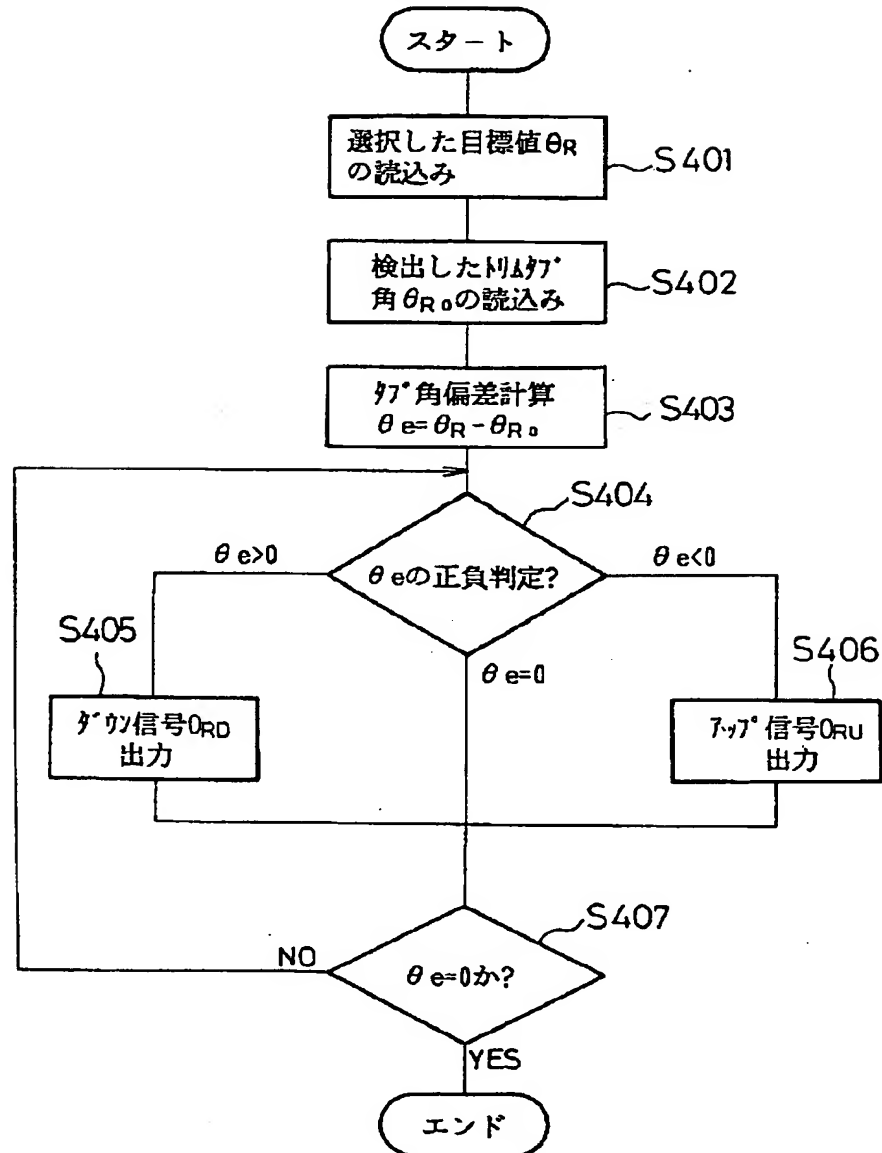 スタート
選択した目標値θR
の読込み
S401
検出したﾄﾘﾑﾀﾌﾞ
角θR0の読込み
S402
ﾀﾌﾞ角偏差計算
θe=θR-θR0
S403
S404
θe>0
θeの正負判定?
θe<0
S405
θe=0
S406
ﾀﾞｳﾝ信号ORD
出力
ｱｯﾌﾟ信号ORU
出力
S407
NO
θe=0か?
YES
エンド